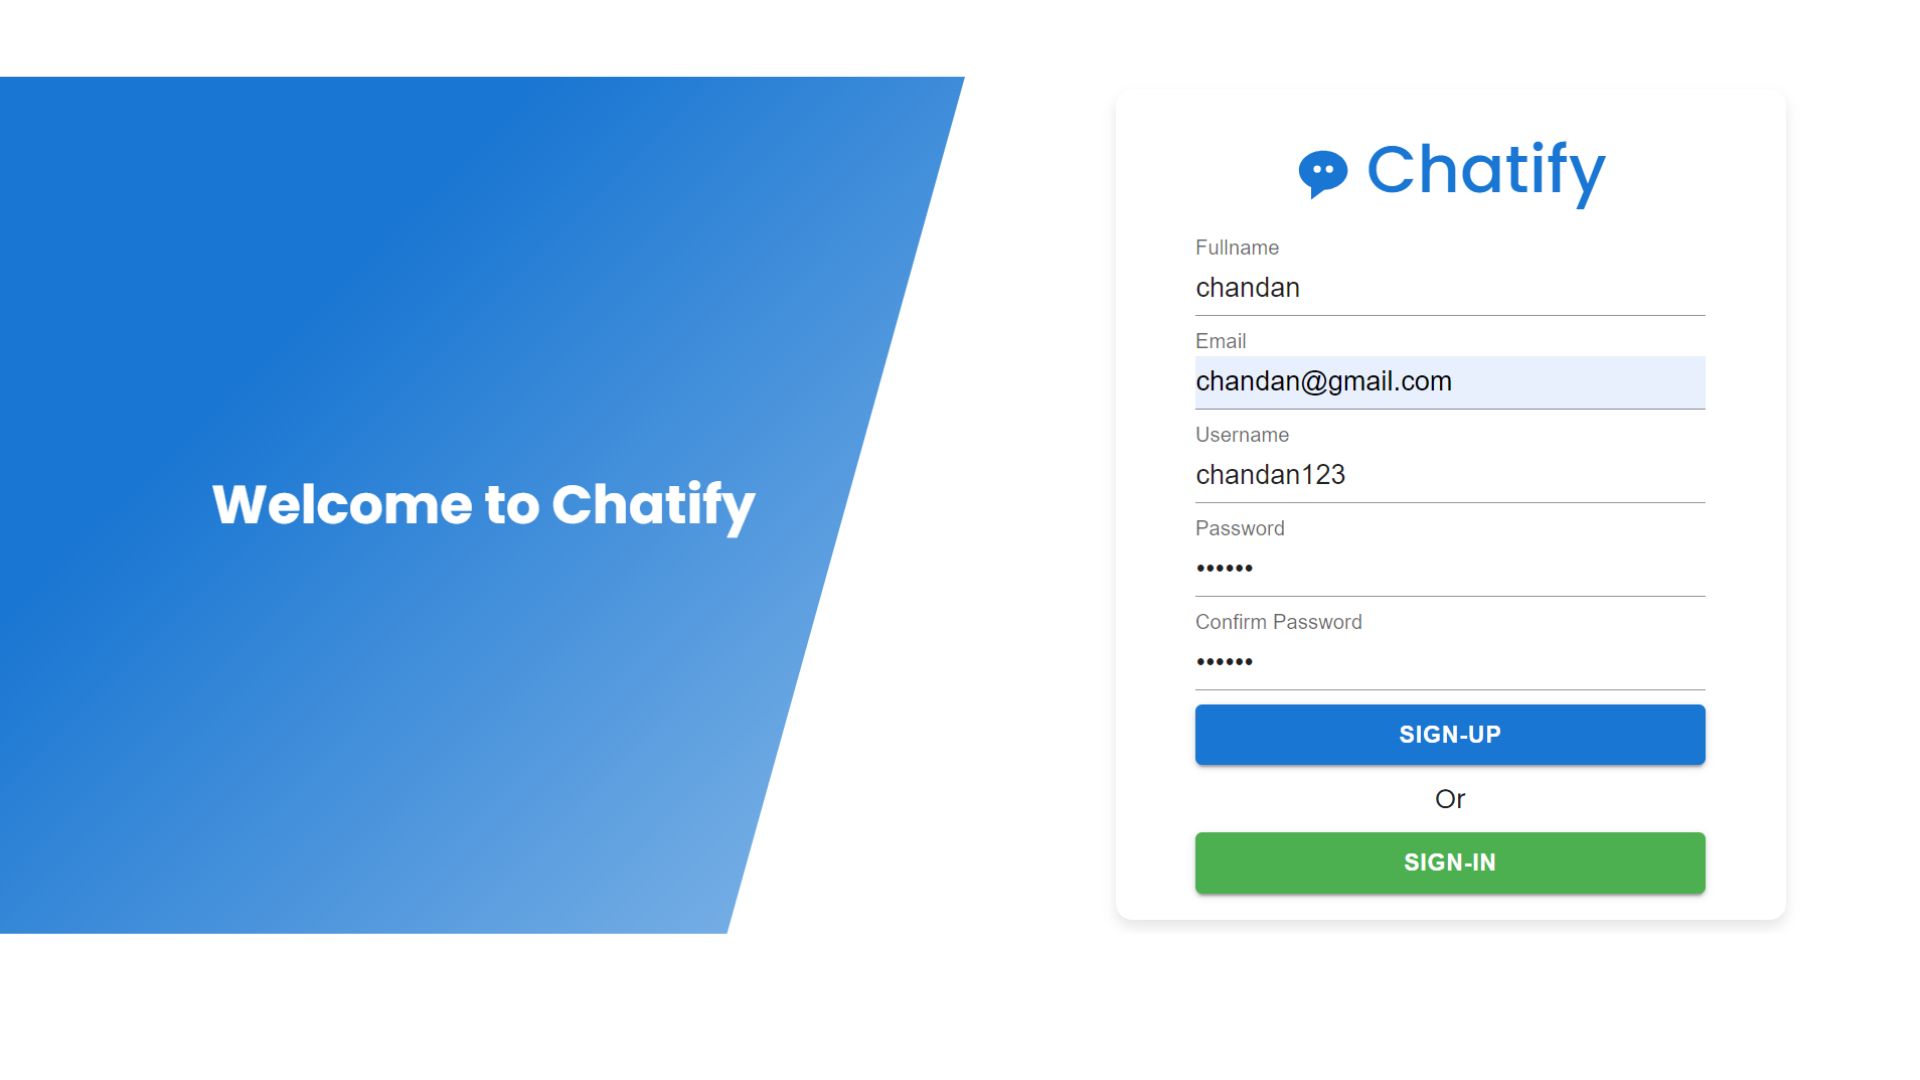 Welcome to Chatify
Chatify
Fullname
chandan
Email
chandan@gmail.com
Username
chandan123
Password
••••••
Confirm Password
••••••
SIGN-UP
Or
SIGN-IN